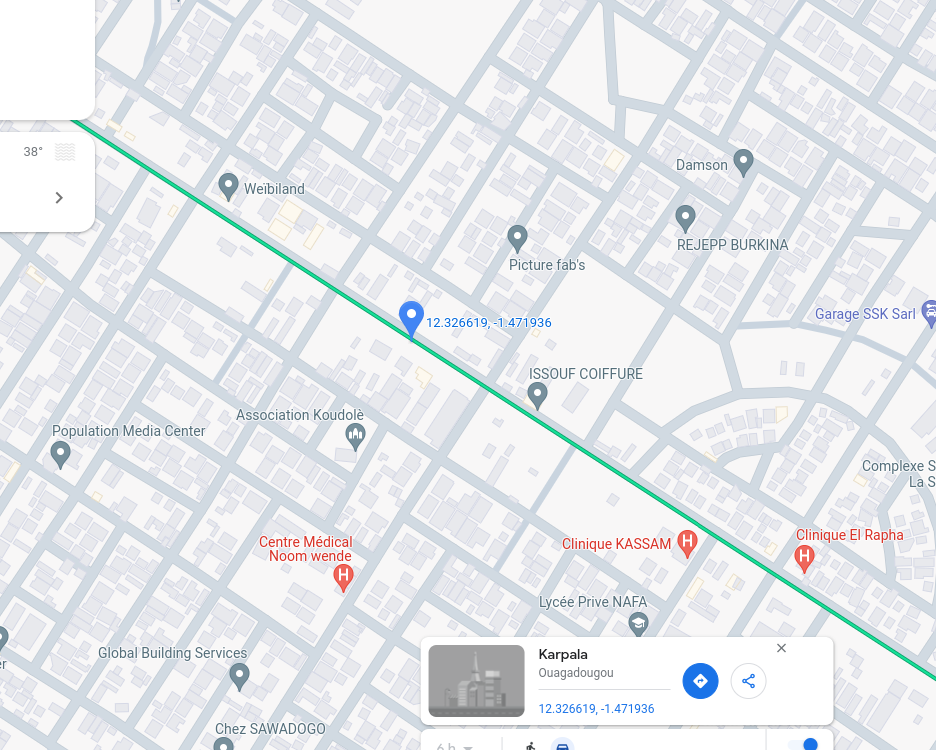 38°
Weïbiland
Damson
REJEPP BURKINA
Picture fab's
Garage SSK Sarl
12.326619, -1.471936
ISSOUF COIFFURE
Association Koudolè
Population Media Center
Complexe S
La S
Centre Médical
Noom wende
Clinique KASSAM
Clinique El Rapha
Lycée Prive NAFA
Global Building Services
er
Chez SAWADOGO
Karpala
Ouagadougou
12.326619, -1.471936
6 h